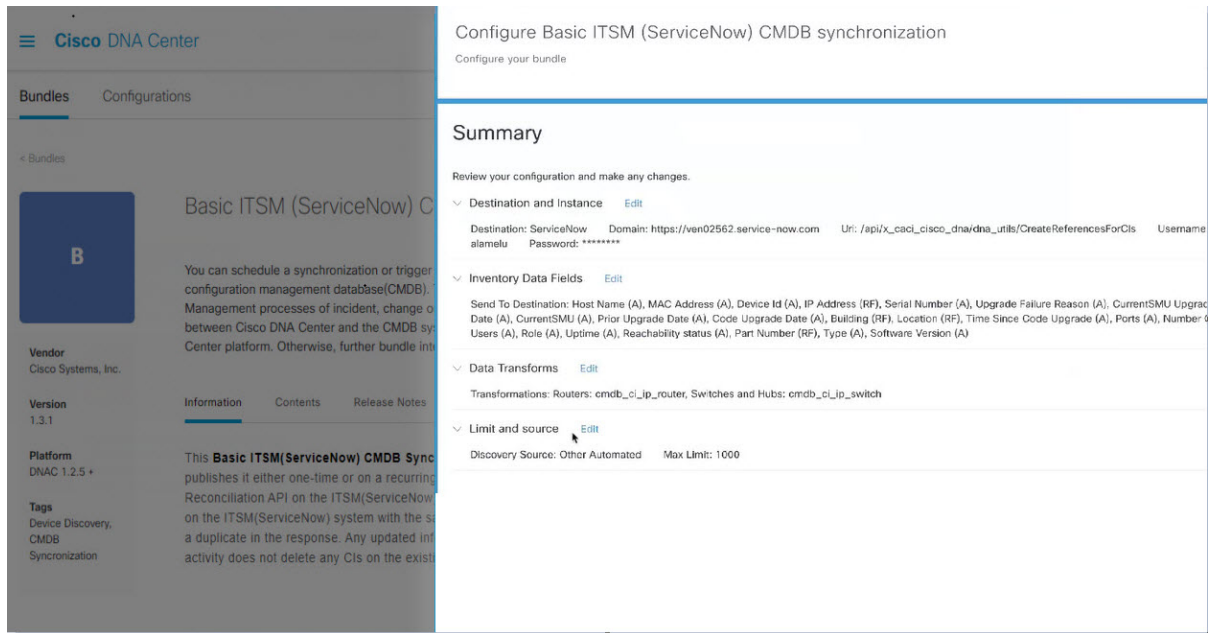 Cisco DNA Center
Bundles Configurations
< Bundles
B
Basic ITSM (ServiceNow) C
You can schedule a synchronization or trigger
configuration management database(CMDB).
Management processes of incident, change o
between Cisco DNA Center and the CMDB sy
Center platform. Otherwise, further bundle int
Vendor
Cisco Systems, Inc.
Version
1.3.1
Platform
DNAC 1.2.5 •
Tags
Device Discovery,
CMDB
Syncronization
Information Contents Release Notes
This Basic ITSM(ServiceNow) CMDB Sync
publishes it either one-time or on a recurring
Reconciliation API on the ITSM(ServiceNow
on the ITSM(ServiceNow) system with the sa
a duplicate in the response. Any updated inf
activity does not delete any CIs on the existi
Configure Basic ITSM (ServiceNow) CMDB synchronization
Configure your bundle
Summary
Review your configuration and make any changes.
Destination and Instance Edit
Destination: ServiceNow Domain: https://ven02562.service-now.com Uri: /api/x_caci_cisco_dna/dna_utils/CreateReferencesForCIs Username
alamelu Password: ********
Inventory Data Fields Edit
Send To Destination: Host Name (A), MAC Address (A), Device Id (A), IP Address (RF), Serial Number (A), Upgrade Failure Reason (A), CurrentSMU Upgrad
Date (A), CurrentSMU (A), Prior Upgrade Date (A), Code Upgrade Date (A), Building (RF), Location (RF), Time Since Code Upgrade (A), Ports (A), Number
Users (A), Role (A), Uptime (A), Reachability status (A), Part Number (RF), Type (A), Software Version (A)
Data Transforms Edit
Transformations: Routers: cmdb_ci_ip_router, Switches and Hubs: cmdb_ci_ip_switch
Limit and source Edit
Discovery Source: Other Automated Max Limit: 1000